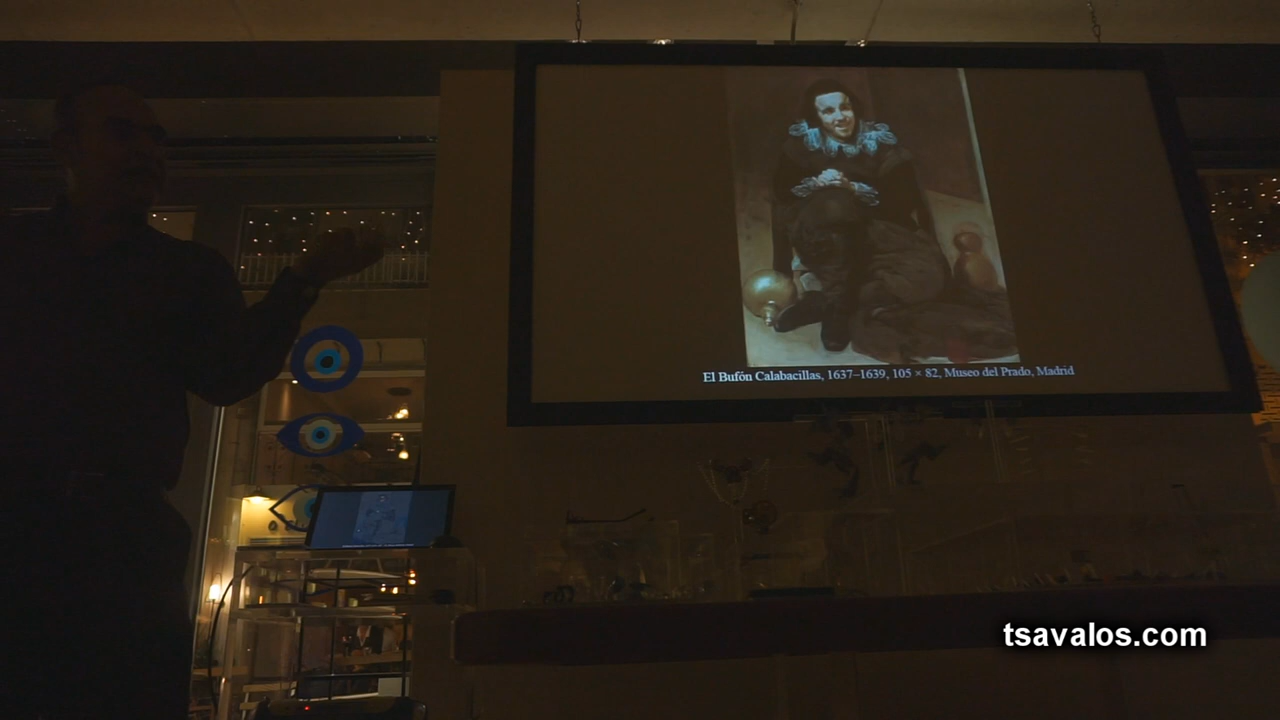 El Bufón Calabacillas, 1637–1639, 105 × 82, Museo del Prado, Madrid
tsavalos.com